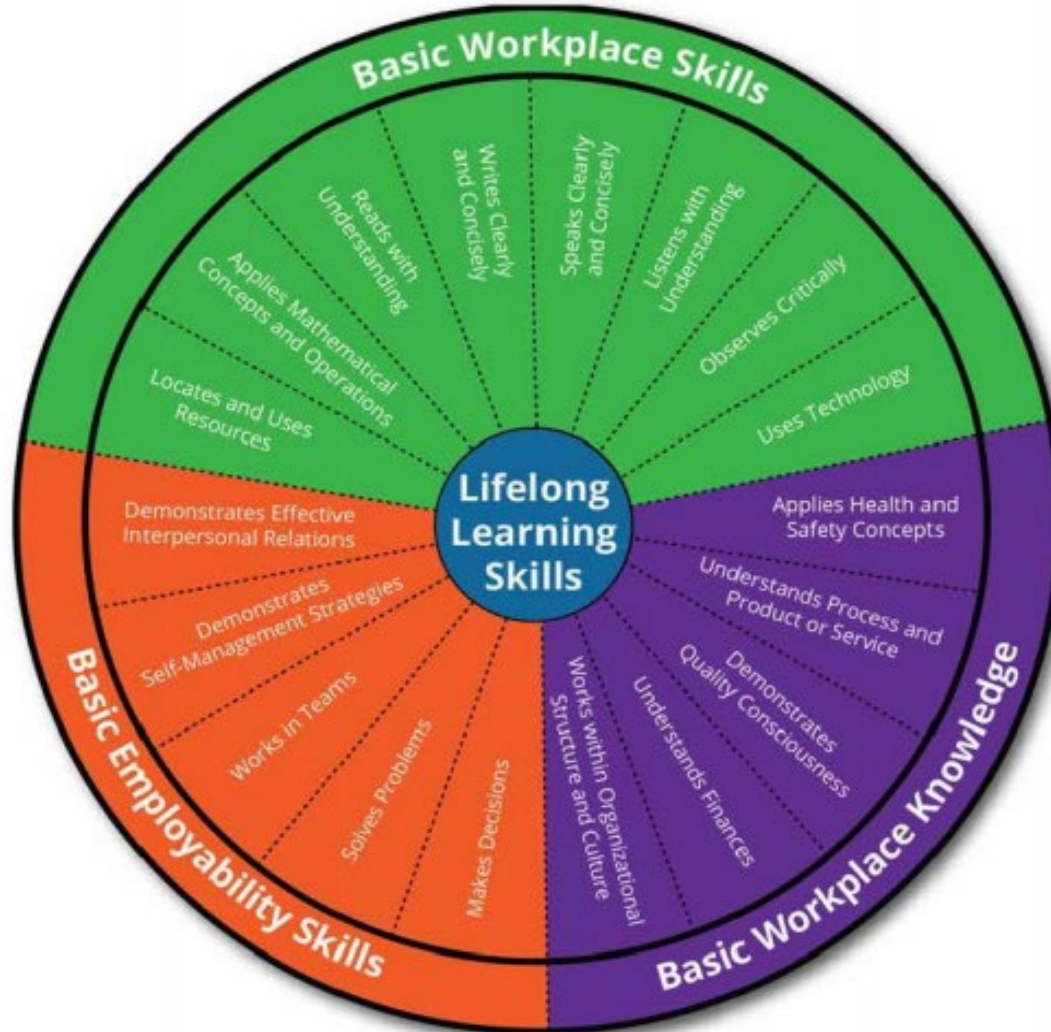 Basic Workplace Skills
Locates and Uses
Resources
Applies Mathematical
Concepts and Operations
Reads with
Understanding
Writes Clearly
and Concisely
Speaks Clearly
and Concisely
Listens with
Understanding
Observes Critically
Uses Technology
Lifelong
Learning
Skills
Applies Health and
Safety Concepts
Understands Process and
Product or Service
Demonstrates
Quality Consciousness
Understands Finances
Works within Organizational
Structure and Culture
Basic Workplace Knowledge
Demonstrates Effective
Interpersonal Relations
Demonstrates
Self-Management Strategies
Works in Teams
Solves Problems
Makes Decisions
Basic Employability Skills